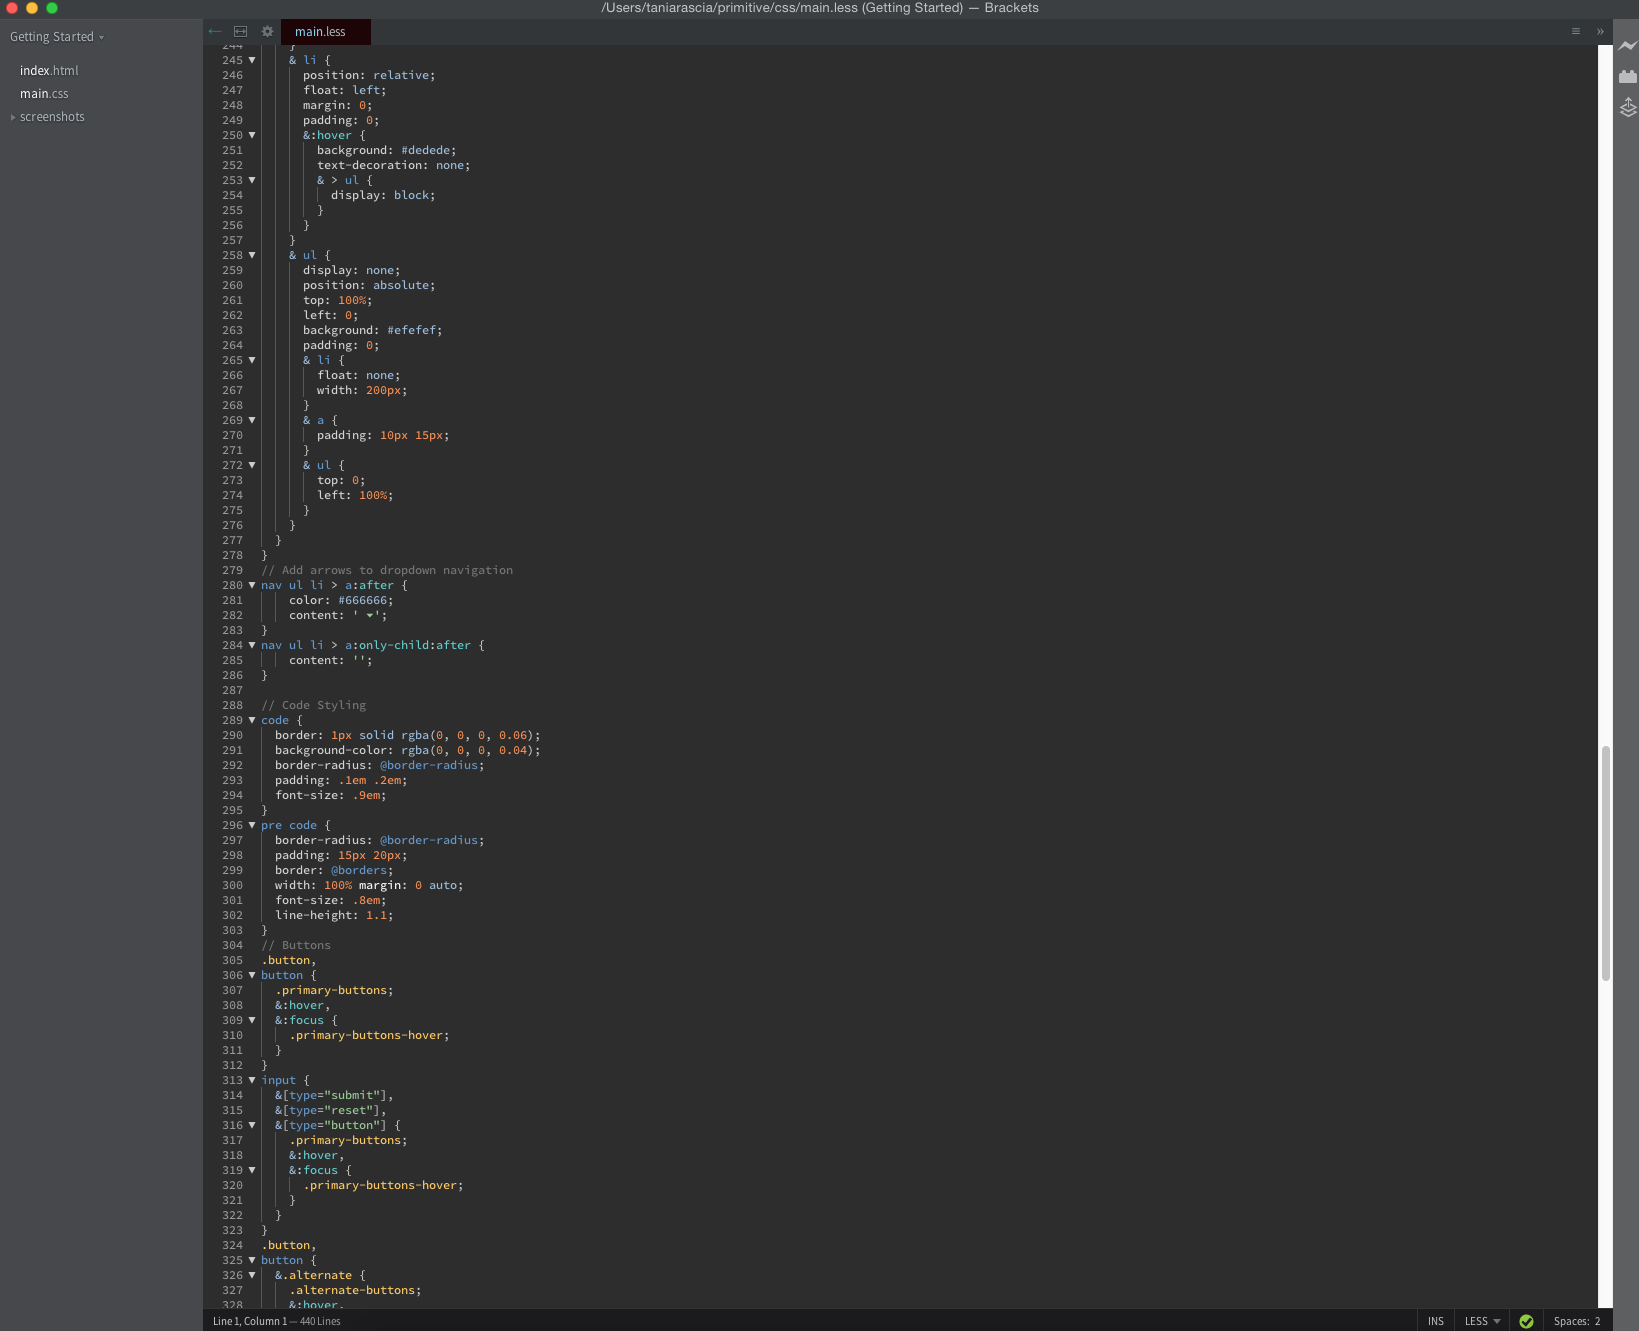 /Users/taniarascia/primitive/css/main.less (Getting Started) — Brackets
Getting Started
index.html
main.css
screenshots
main.less
244 }
245 & li {
246 position: relative;
247 float: left;
248 margin: 0;
249 padding: 0;
250 &:hover {
251 background: #dedede;
252 text-decoration: none;
253 & > ul {
254 display: block;
255 }
256 }
257 }
258 & ul {
259 display: none;
260 position: absolute;
261 top: 100%;
262 left: 0;
263 background: #efefef;
264 padding: 0;
265 & li {
266 float: none;
267 width: 200px;
268 }
269 & a {
270 padding: 10px 15px;
271 }
272 & ul {
273 top: 0;
274 left: 100%;
275 }
276 }
277 }
278 }
279 // Add arrows to dropdown navigation
280 nav ul li > a:after {
281 color: #666666;
282 content: ' ▾';
283 }
284 nav ul li > a:only-child:after {
285 content: '';
286 }
287
288 // Code Styling
289 code {
290 border: 1px solid rgba(0, 0, 0, 0.06);
291 background-color: rgba(0, 0, 0, 0.04);
292 border-radius: @border-radius;
293 padding: .1em .2em;
294 font-size: .9em;
295 }
296 pre code {
297 border-radius: @border-radius;
298 padding: 15px 20px;
299 border: @borders;
300 width: 100% margin: 0 auto;
301 font-size: .8em;
302 line-height: 1.1;
303 }
304 // Buttons
305 .button,
306 button {
307 .primary-buttons;
308 &:hover,
309 &:focus {
310 .primary-buttons-hover;
311 }
312 }
313 input {
314 &[type="submit"],
315 &[type="reset"],
316 &[type="button"] {
317 .primary-buttons;
318 &:hover,
319 &:focus {
320 .primary-buttons-hover;
321 }
322 }
323 }
324 .button,
325 button {
326 &.alternate {
327 .alternate-buttons;
328 &:hover,
Line 1, Column 1 — 440 Lines
INS LESS Spaces: 2